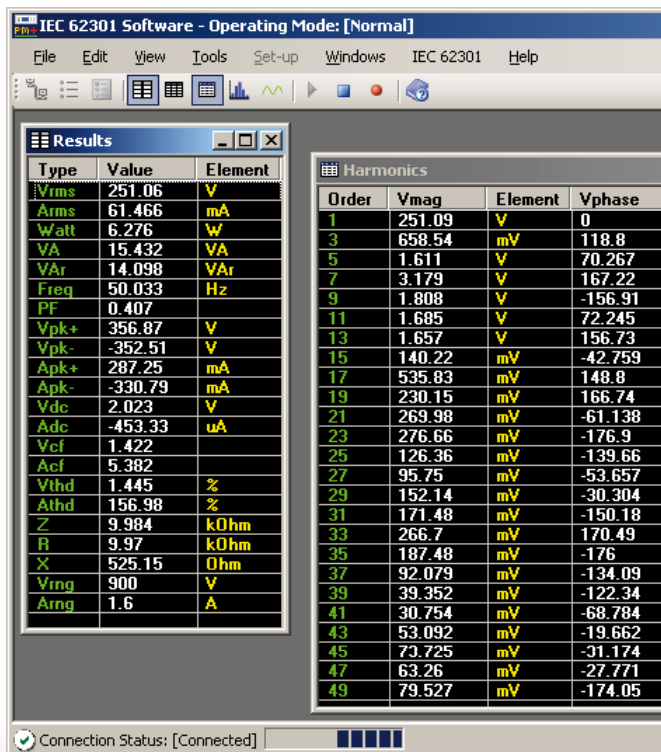 PM+ IEC 62301 Software - Operating Mode: [Normal]
File Edit View Tools Set-up Windows IEC 62301 Help
Results
Type Value Element
Vrms 251.06 V
Arms 61.466 mA
Watt 6.276 W
VA 15.432 VA
VAr 14.098 VAr
Freq 50.033 Hz
PF 0.407
Vpk+ 356.87 V
Vpk- -352.51 V
Apk+ 287.25 mA
Apk- -330.79 mA
Vdc 2.023 V
Adc -453.33 uA
Vcf 1.422
Acf 5.382
Vthd 1.445 %
Athd 156.98 %
Z 9.984 kOhm
R 9.97 kOhm
X 525.15 Ohm
Vrng 900 V
Arng 1.6 A
Harmonics
Order Vmag Element Vphase
1 251.09 V 0
3 658.54 mV 118.8
5 1.611 V 70.267
7 3.179 V 167.22
9 1.808 V -156.91
11 1.685 V 72.245
13 1.657 V 156.73
15 140.22 mV -42.759
17 535.83 mV 148.8
19 230.15 mV 166.74
21 269.98 mV -61.138
23 276.66 mV -176.9
25 126.36 mV -139.66
27 95.75 mV -53.657
29 152.14 mV -30.304
31 171.48 mV -150.18
33 266.7 mV 170.49
35 187.48 mV -176
37 92.079 mV -134.09
39 39.352 mV -122.34
41 30.754 mV -68.784
43 53.092 mV -19.662
45 73.725 mV -31.174
47 63.26 mV -27.771
49 79.527 mV -174.05
Connection Status: [Connected]